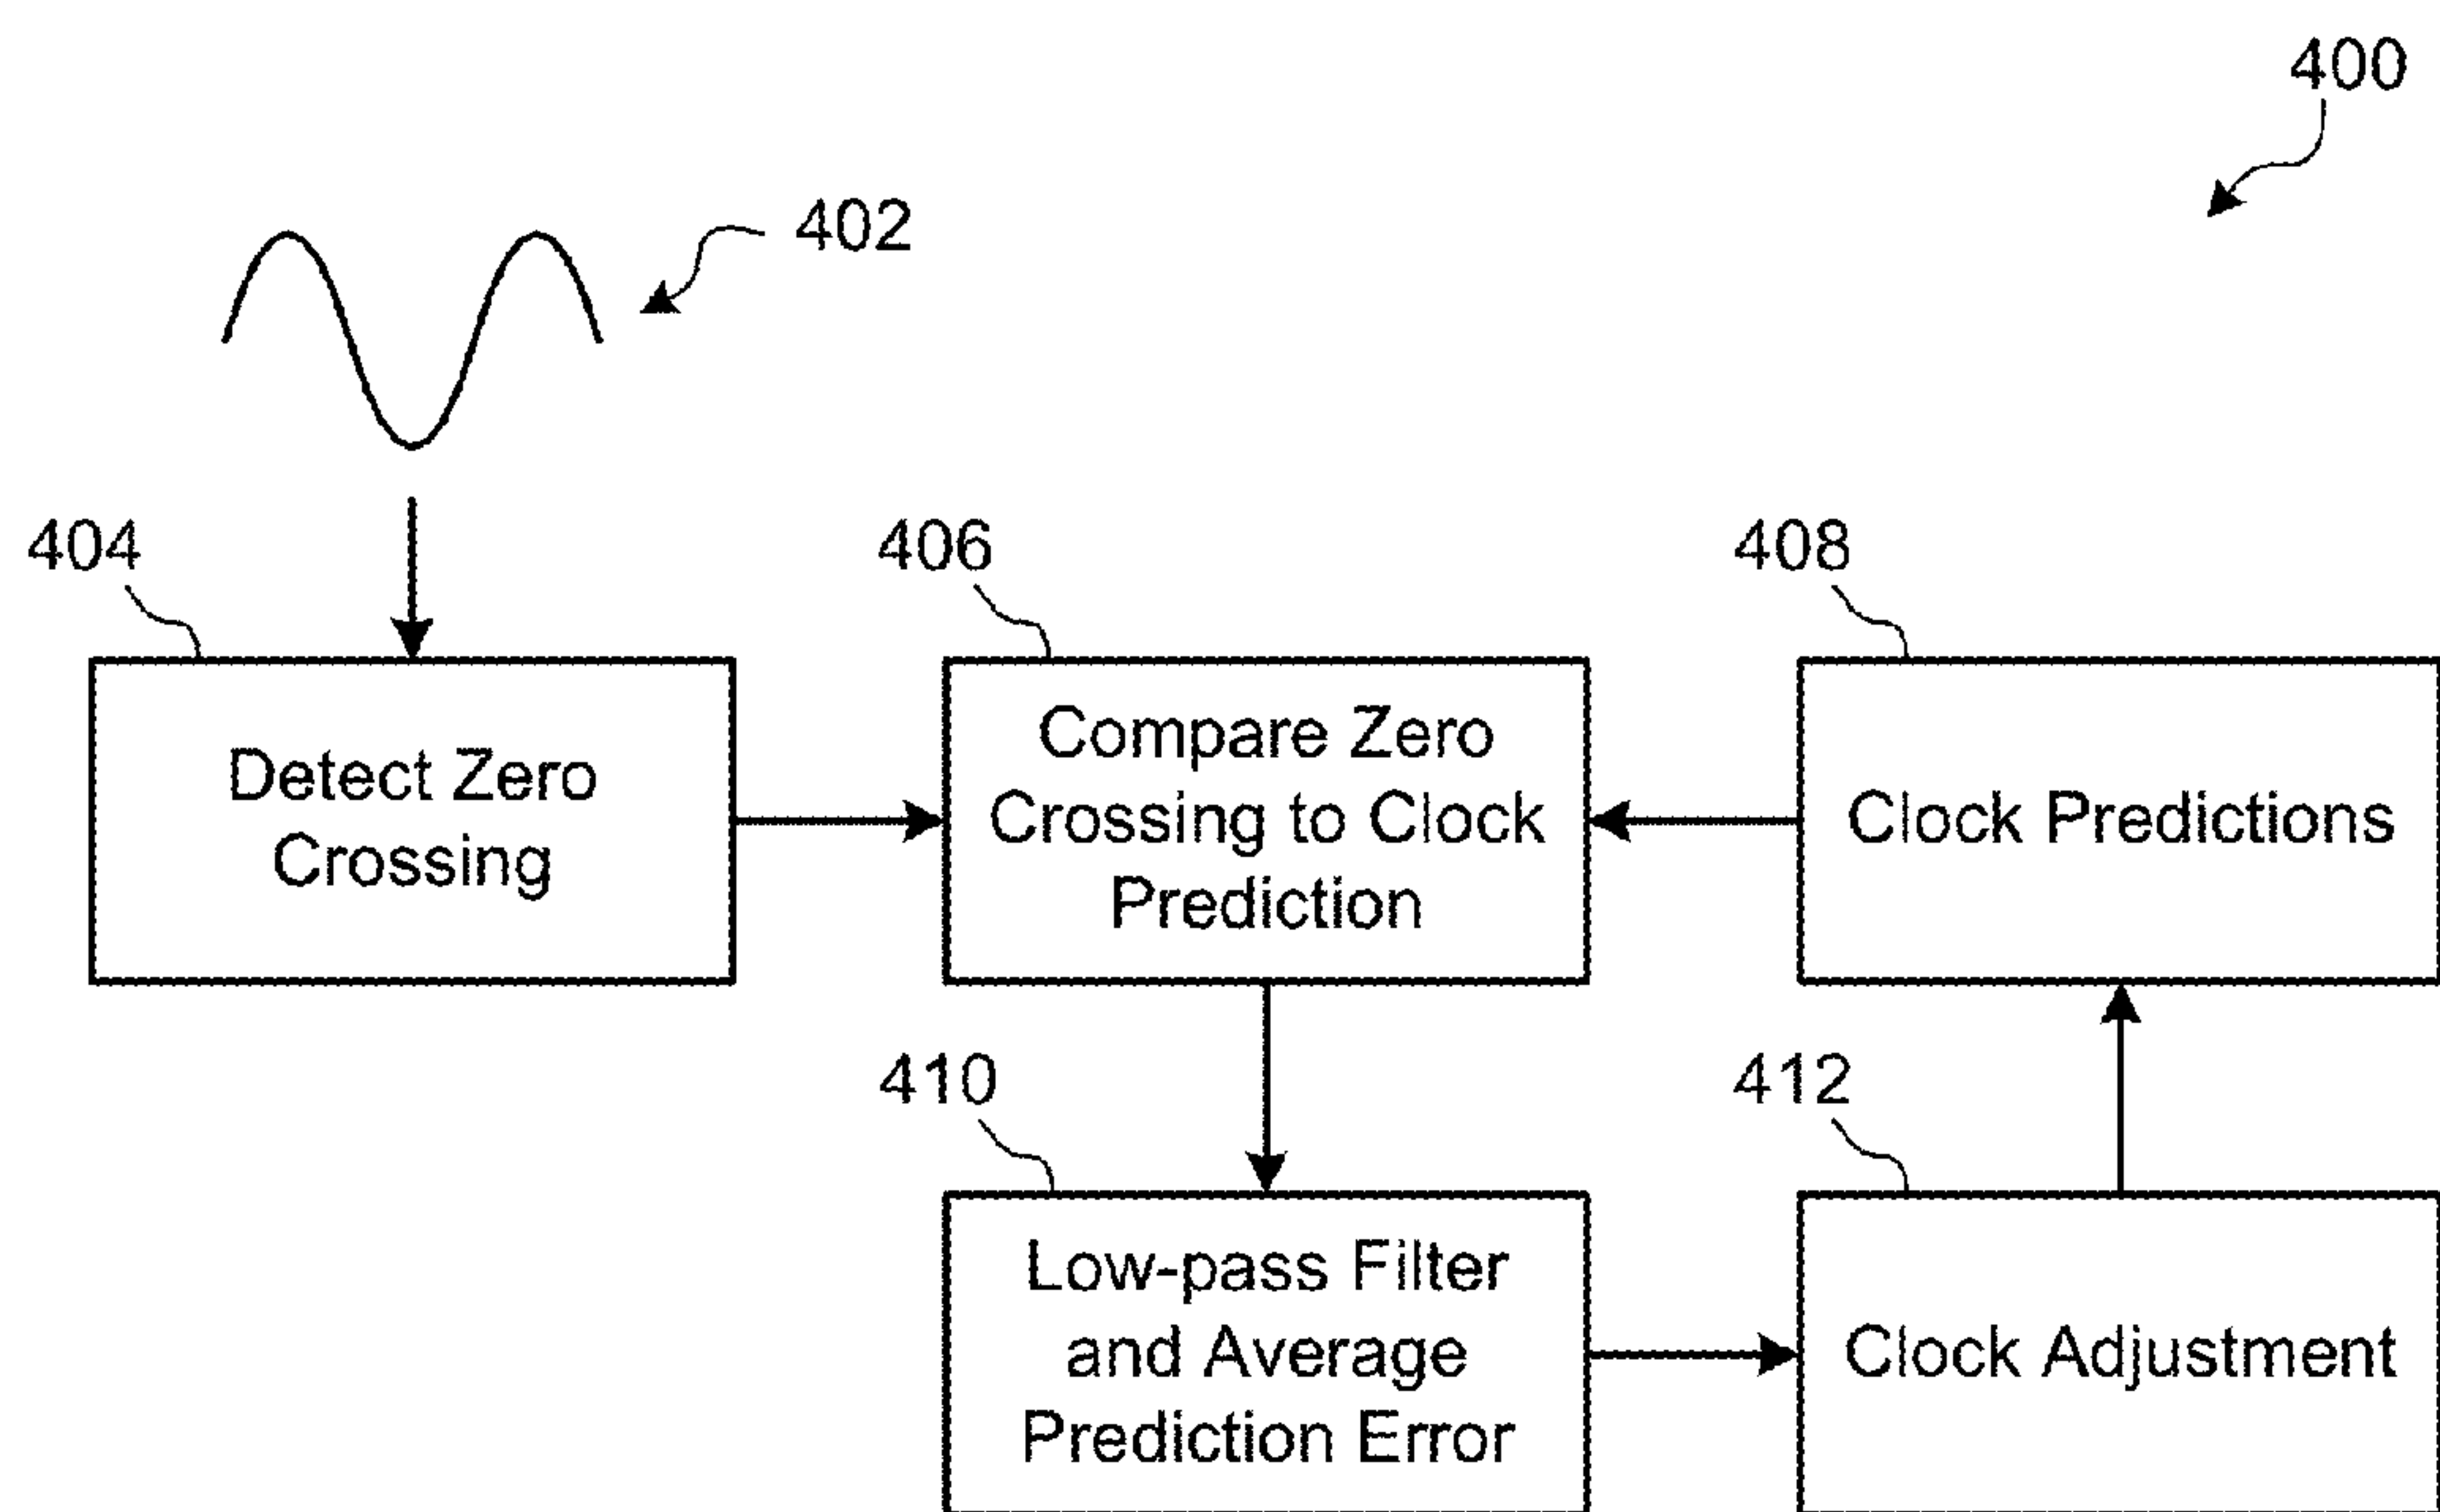 400
402
404
406
408
Detect Zero
Crossing
Compare Zero
Crossing to Clock
Prediction
Clock Predictions
410
412
Low-pass Filter
and Average
Prediction Error
Clock Adjustment